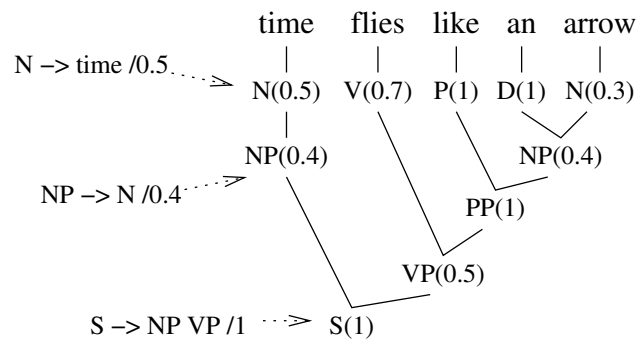 time flies like an arrow
N –> time /0.5
N(0.5) V(0.7) P(1) D(1) N(0.3)
NP(0.4) NP(0.4)
NP –> N /0.4
PP(1)
VP(0.5)
S –> NP VP /1 S(1)